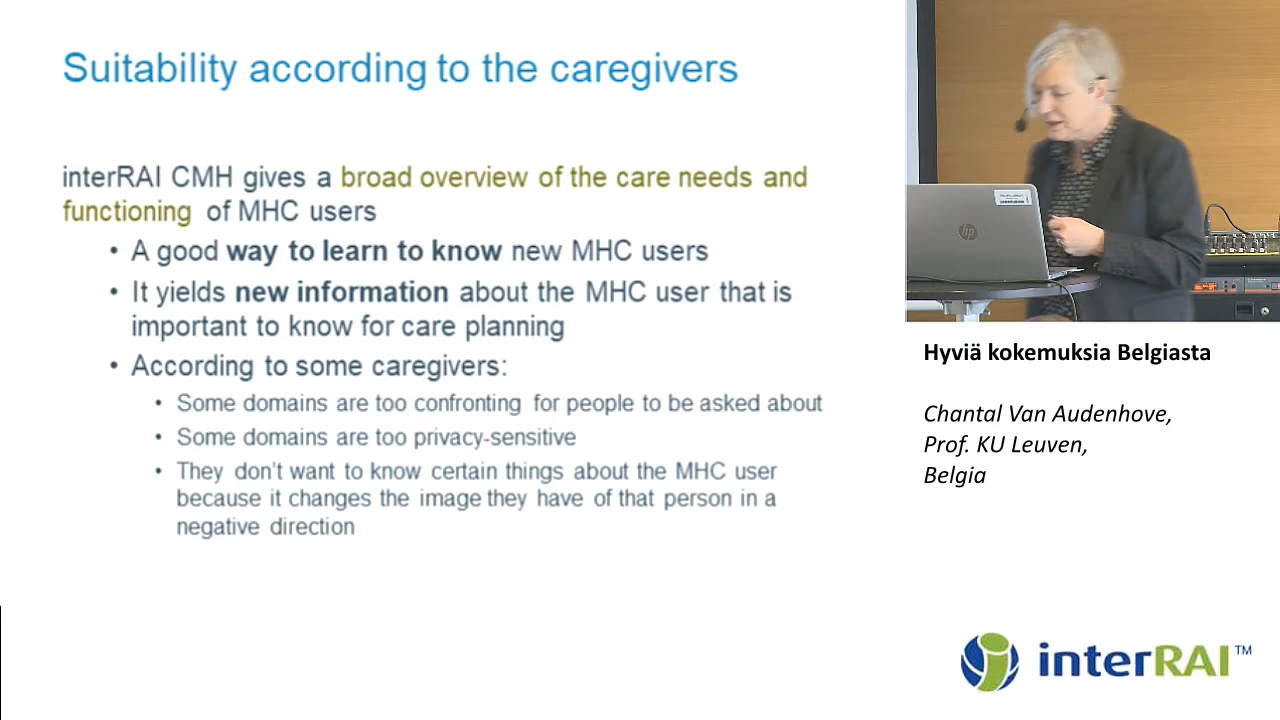 Suitability according to the caregivers
interRAI CMH gives a broad overview of the care needs and
functioning of MHC users
• A good way to learn to know new MHC users
• It yields new information about the MHC user that is
important to know for care planning
• According to some caregivers:
• Some domains are too confronting for people to be asked about
• Some domains are too privacy-sensitive
• They don't want to know certain things about the MHC user
because it changes the image they have of that person in a
negative direction
hp
Hyviä kokemuksia Belgiasta
Chantal Van Audenhove,
Prof. KU Leuven,
Belgia
interRAI™